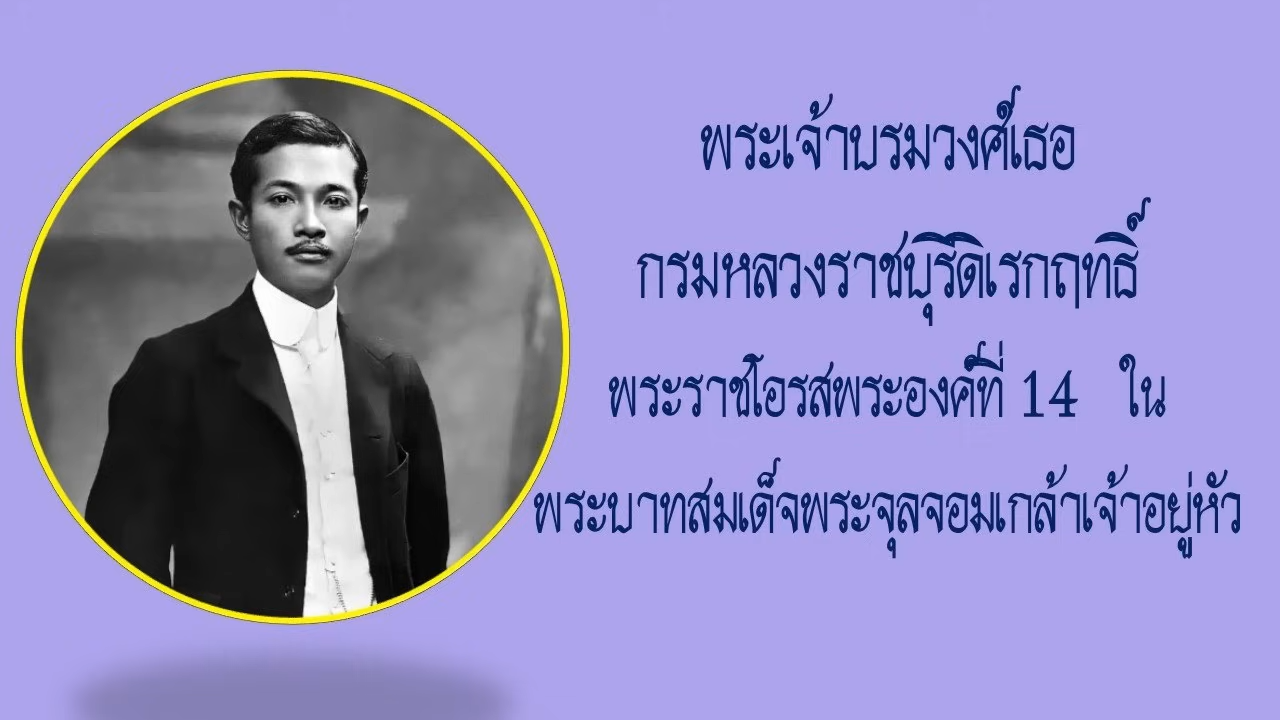 พระเจ้าบรมวงศ์เธอ
กรมหลวงราชบุรีดิเรกฤทธิ์
พระราชโอรสพระองค์ที่ 14 ใน
พระบาทสมเด็จพระจุลจอมเกล้าเจ้าอยู่หัว